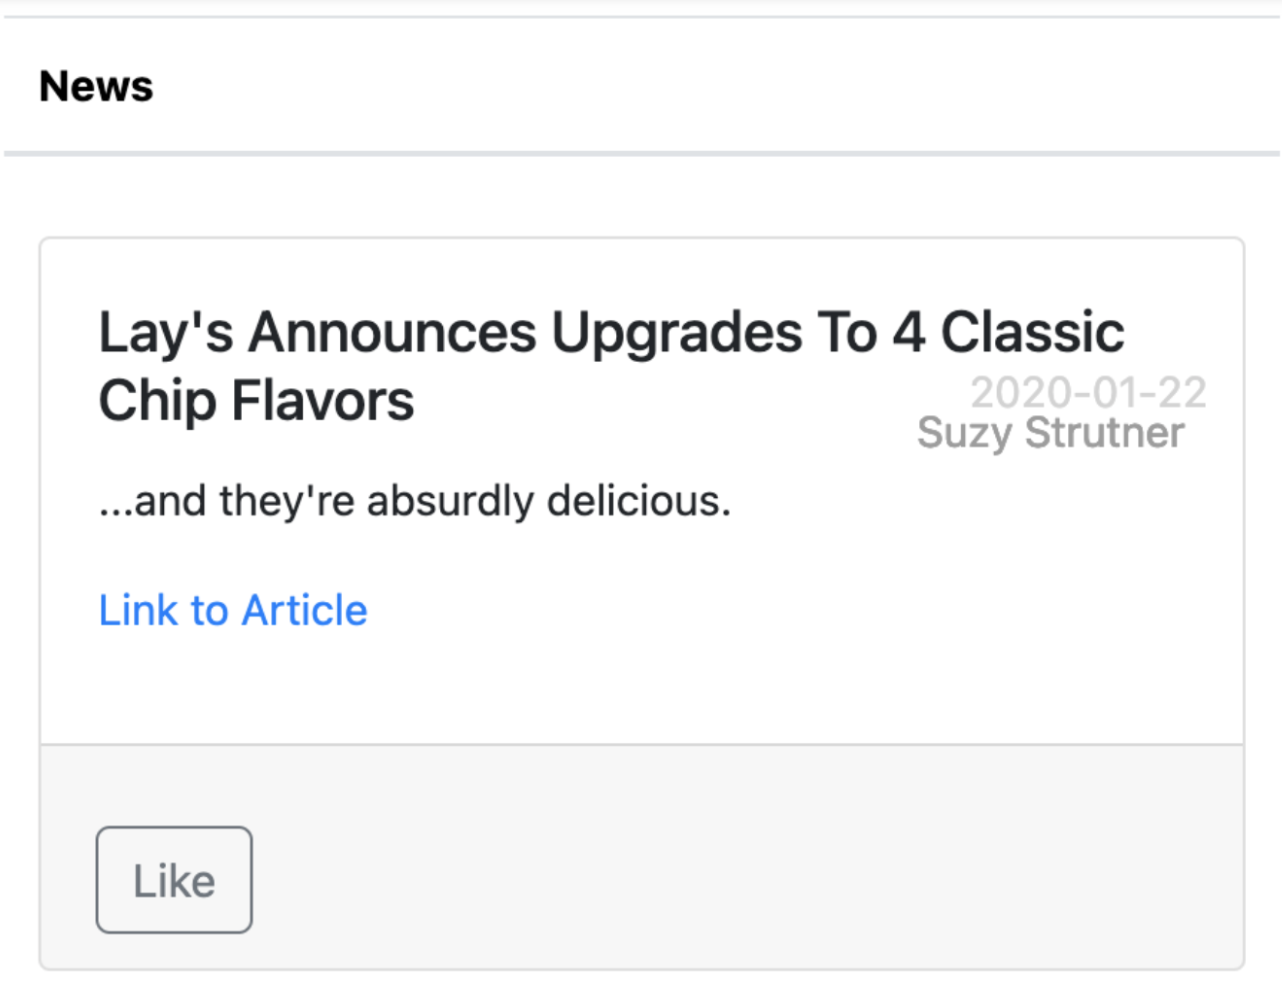 News
Lay's Announces Upgrades To 4 Classic
Chip Flavors
2020-01-22
Suzy Strutner
...and they're absurdly delicious.
Link to Article
Like